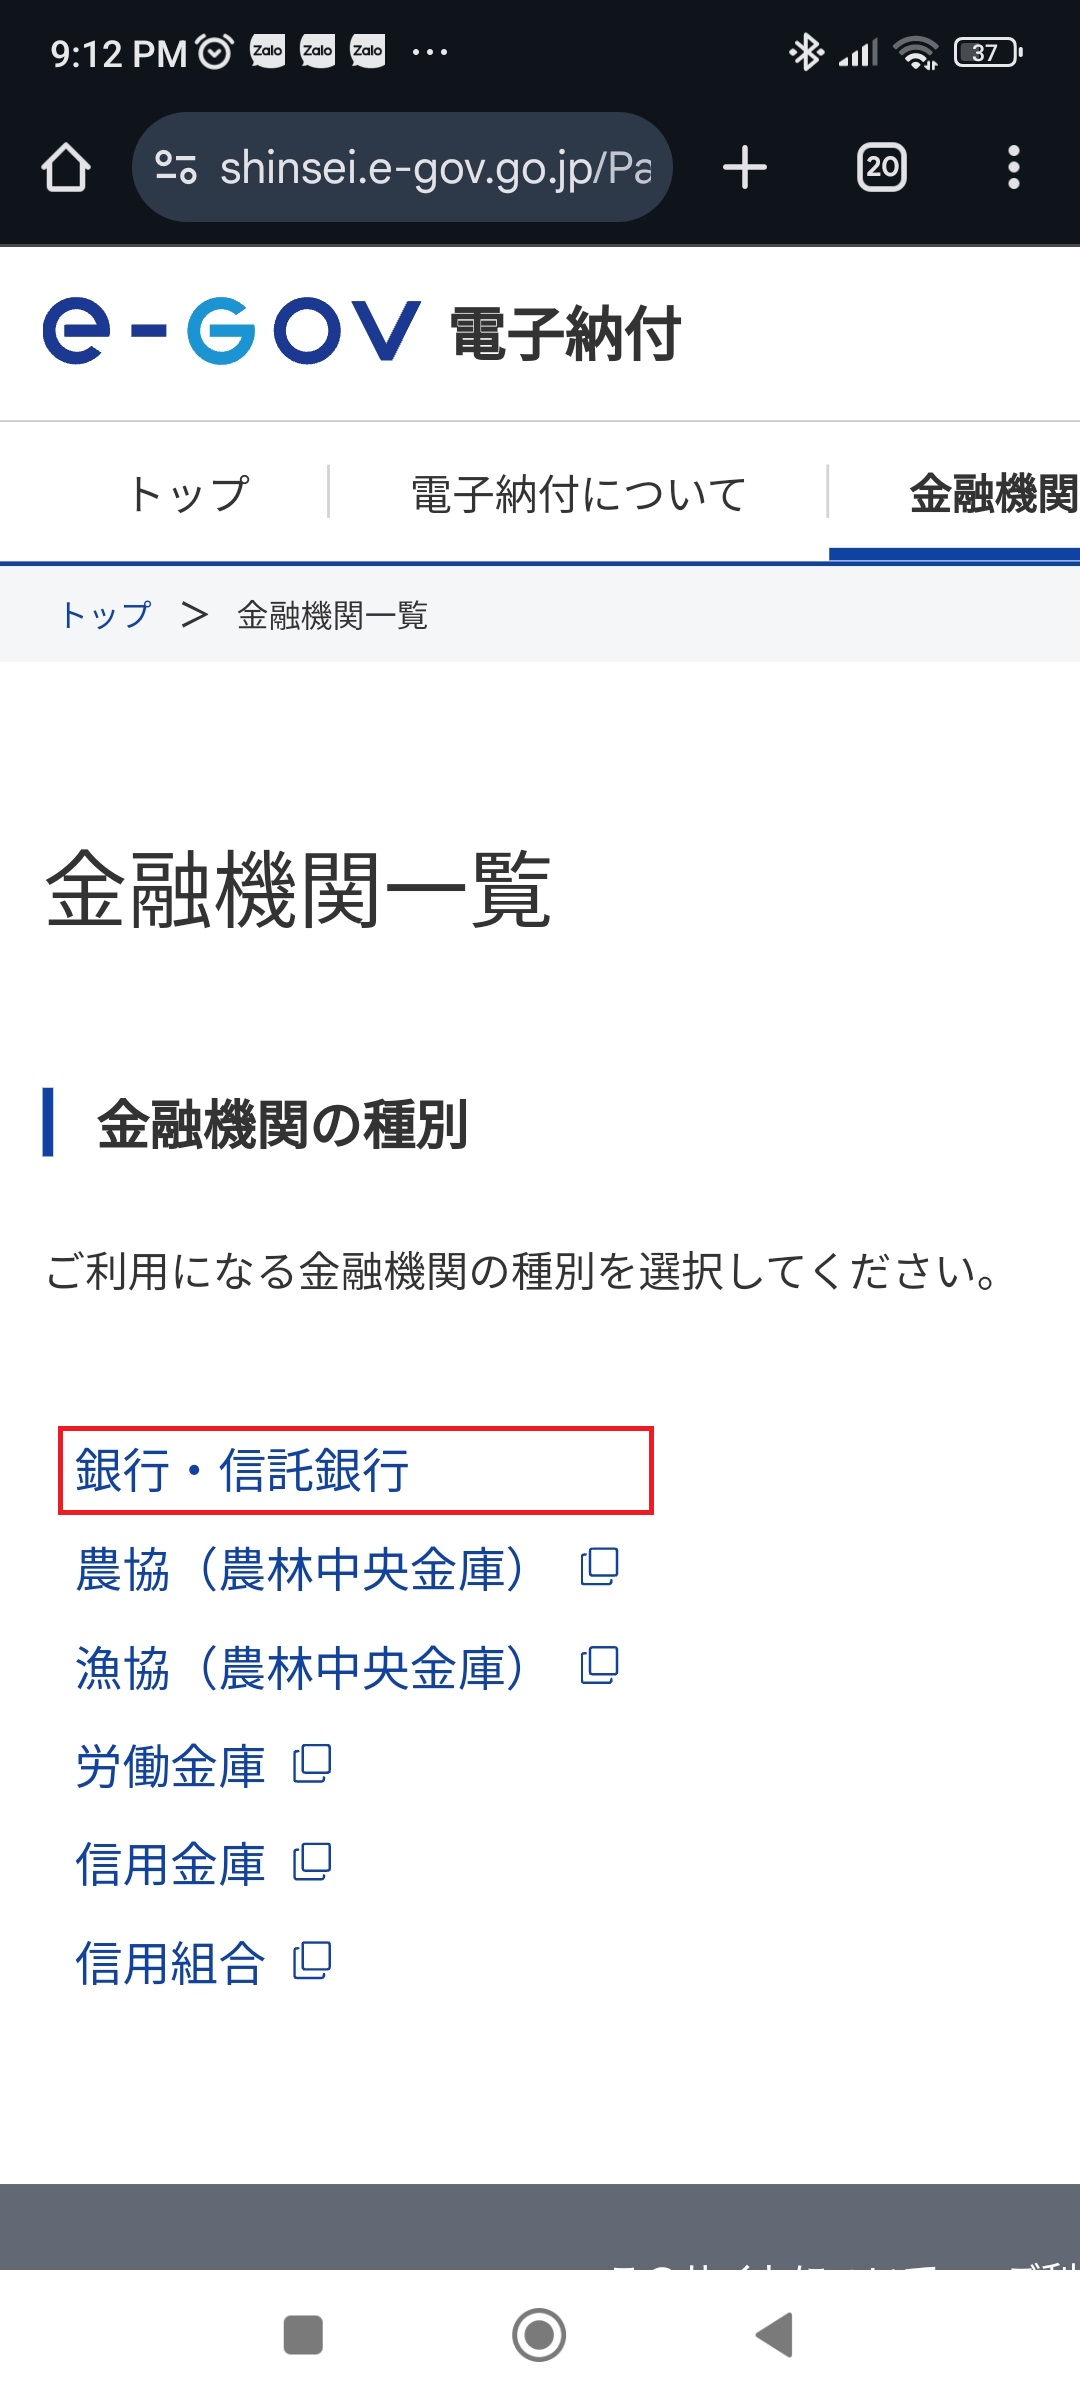 9:12 PM Zalo Zalo Zalo ... 37
shinsei.e-gov.go.jp/Pa 20
e-Gov 電子納付
トップ 電子納付について 金融機関
トップ > 金融機関一覧
金融機関一覧
金融機関の種別
ご利用になる金融機関の種別を選択してください。
銀行・信託銀行
農協（農林中央金庫）
漁協（農林中央金庫）
労働金庫
信用金庫
信用組合